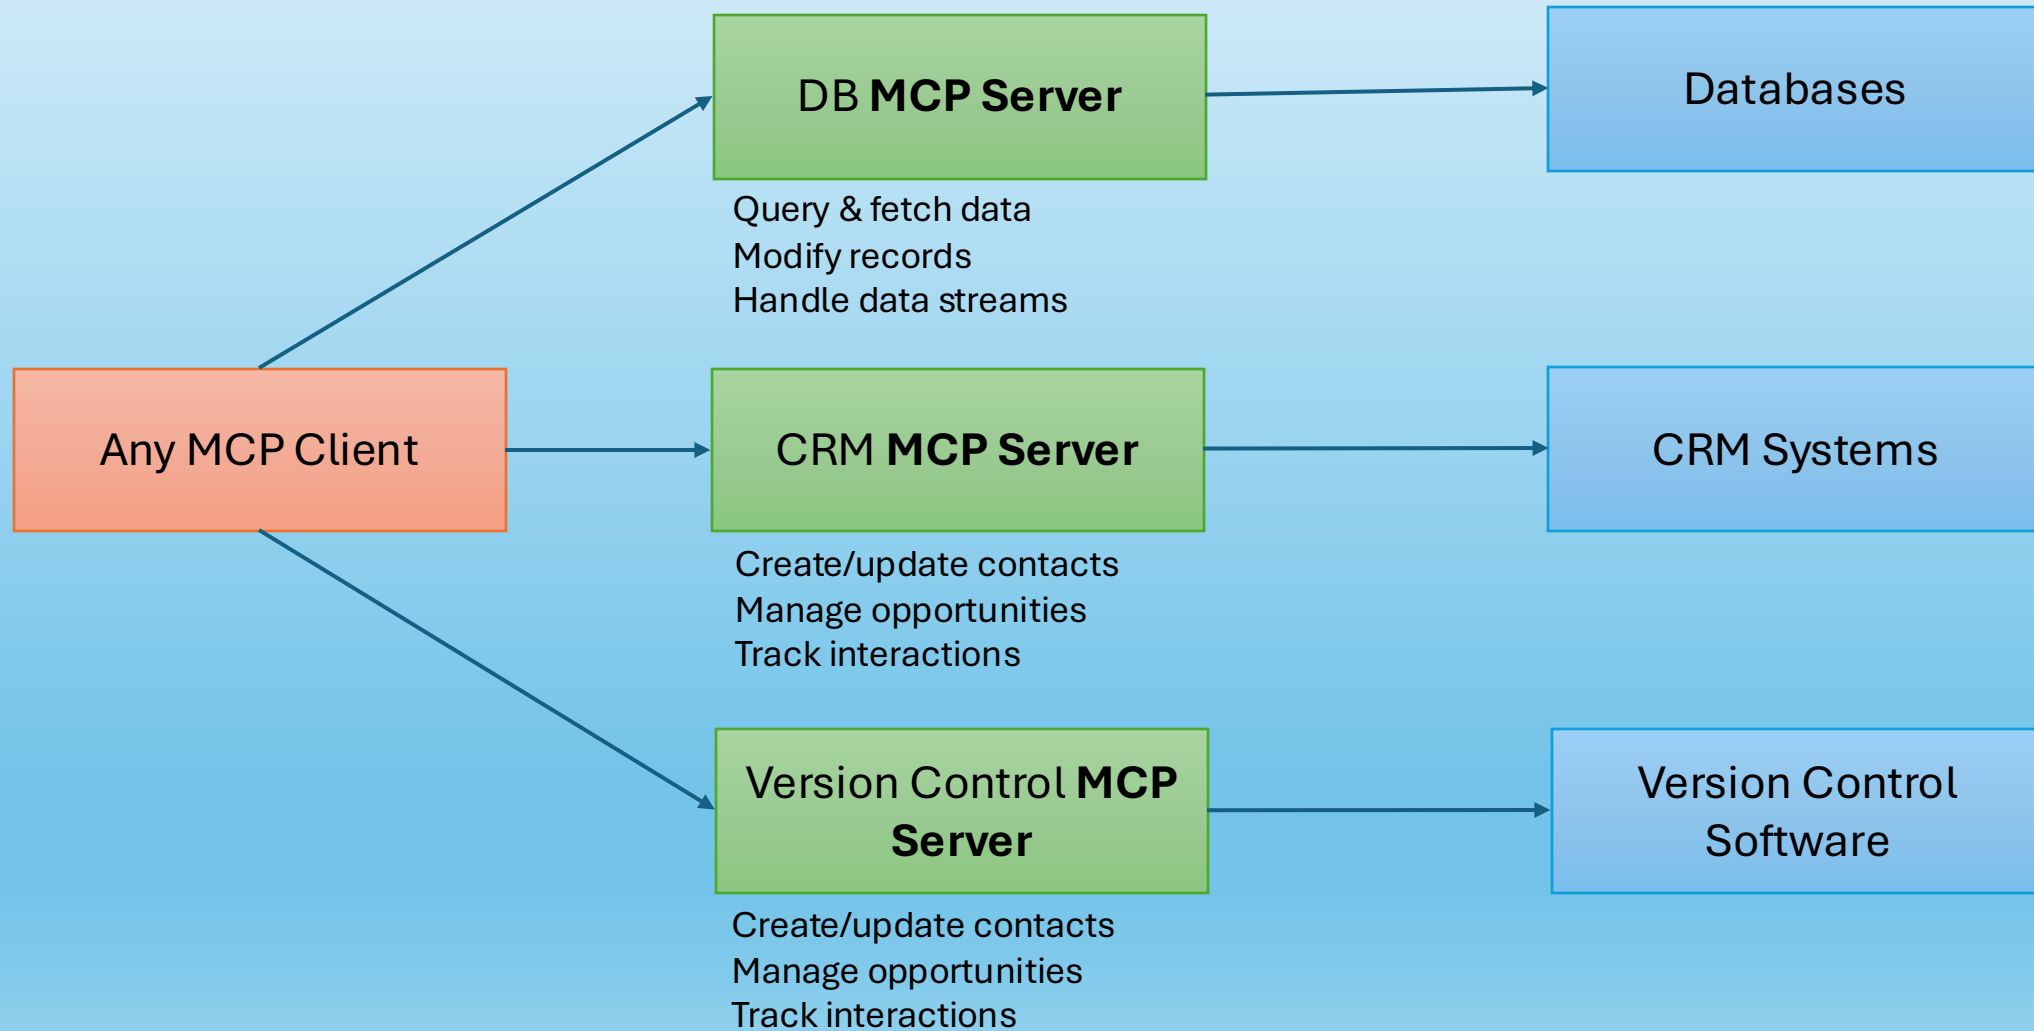 DB MCP Server
Databases
Query & fetch data
Modify records
Handle data streams
Any MCP Client
CRM MCP Server
CRM Systems
Create/update contacts
Manage opportunities
Track interactions
Version Control MCP
Server
Version Control
Software
Create/update contacts
Manage opportunities
Track interactions